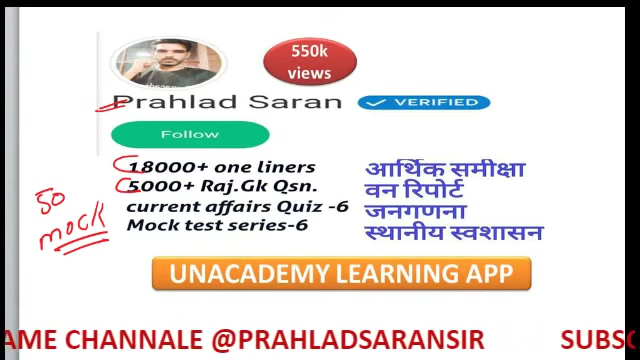 550k
views
Prahlad Saran
VERIFIED
Follow
18000+ one liners
5000+ Raj.Gk Qsn.
current affairs Quiz -6
Mock test series-6
आर्थिक समीक्षा
वन रिपोर्ट
जनगणना
स्थानीय स्वशासन
50
mock
UNACADEMY LEARNING APP
AME CHANNALE @PRAHLADSARANSIR
SUBSC